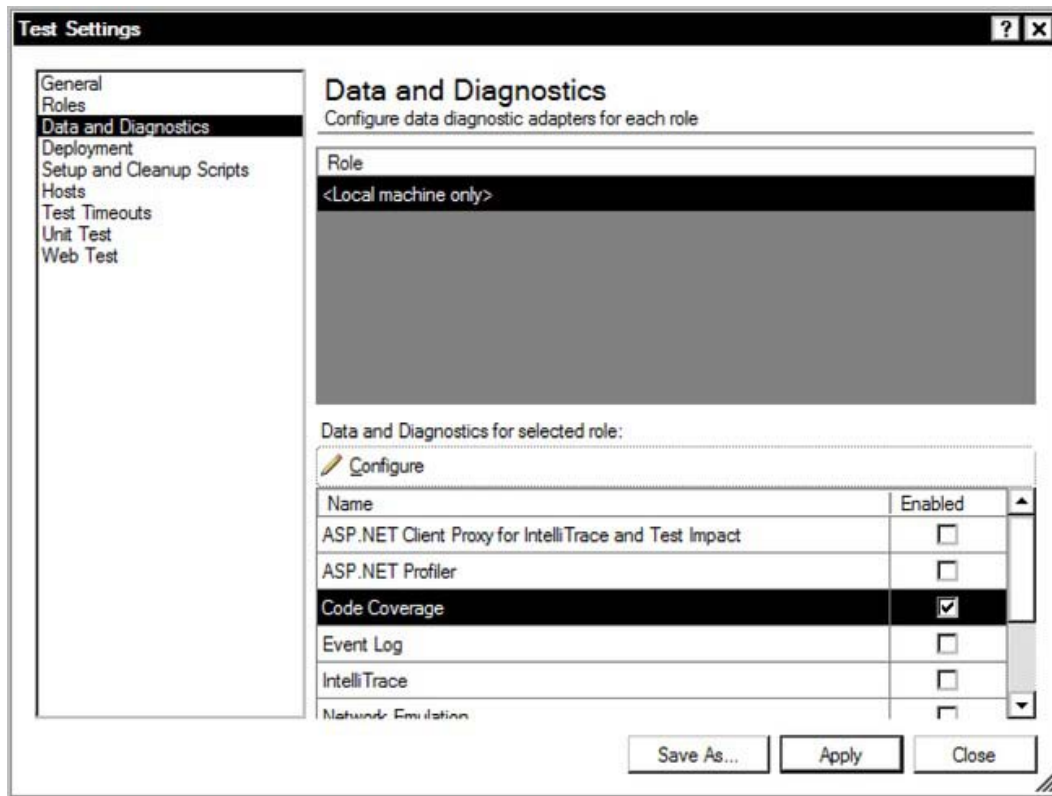 Test Settings
General
Roles
Data and Diagnostics
Deployment
Setup and Cleanup Scripts
Hosts
Test Timeouts
Unit Test
Web Test
Data and Diagnostics
Configure data diagnostic adapters for each role
Role
<Local machine only>
Data and Diagnostics for selected role:
Configure
Name Enabled
ASP.NET Client Proxy for IntelliTrace and Test Impact
ASP.NET Profiler
Code Coverage
Event Log
IntelliTrace
Network Emulation
Save As... Apply Close